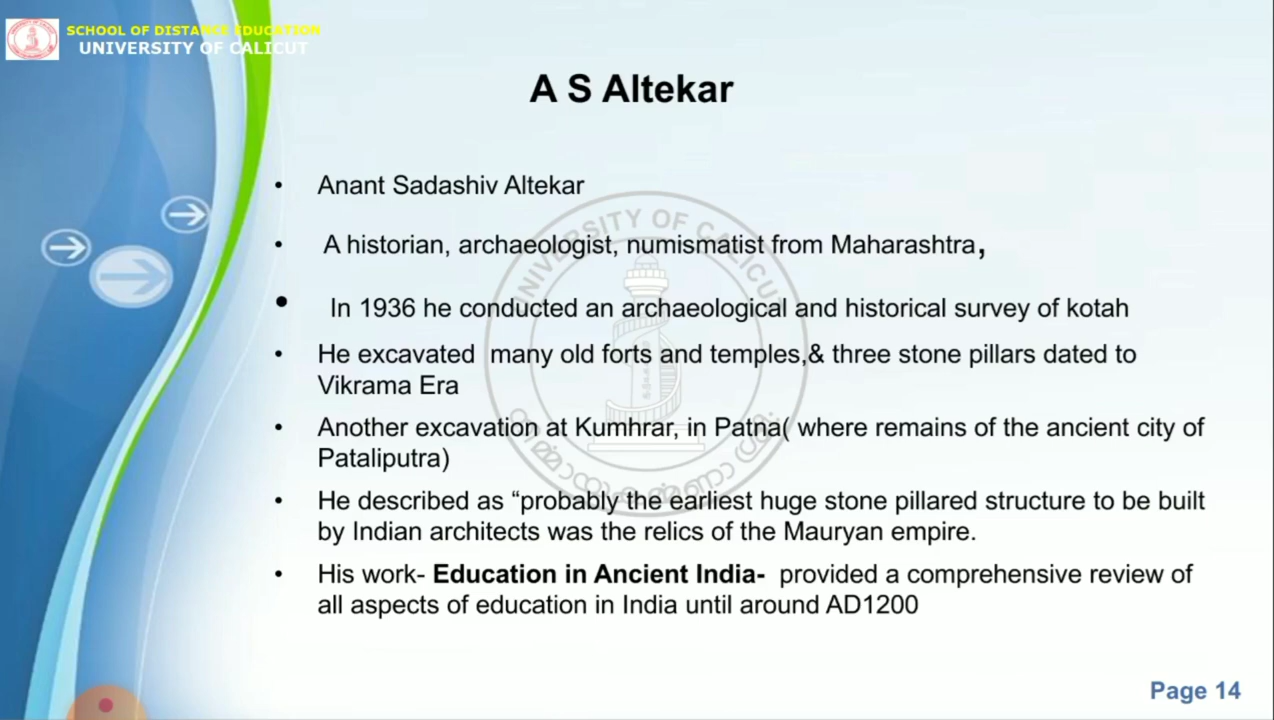 SCHOOL OF DISTANCE EDUCATION
UNIVERSITY OF CALICUT
A S Altekar
• Anant Sadashiv Altekar
• A historian, archaeologist, numismatist from Maharashtra,
• In 1936 he conducted an archaeological and historical survey of kotah
• He excavated many old forts and temples,& three stone pillars dated to
Vikrama Era
• Another excavation at Kumhrar, in Patna( where remains of the ancient city of
Pataliputra)
• He described as “probably the earliest huge stone pillared structure to be built
by Indian architects was the relics of the Mauryan empire.
• His work- Education in Ancient India- provided a comprehensive review of
all aspects of education in India until around AD1200
UNIVERSITY OF CALICUT
Page 14